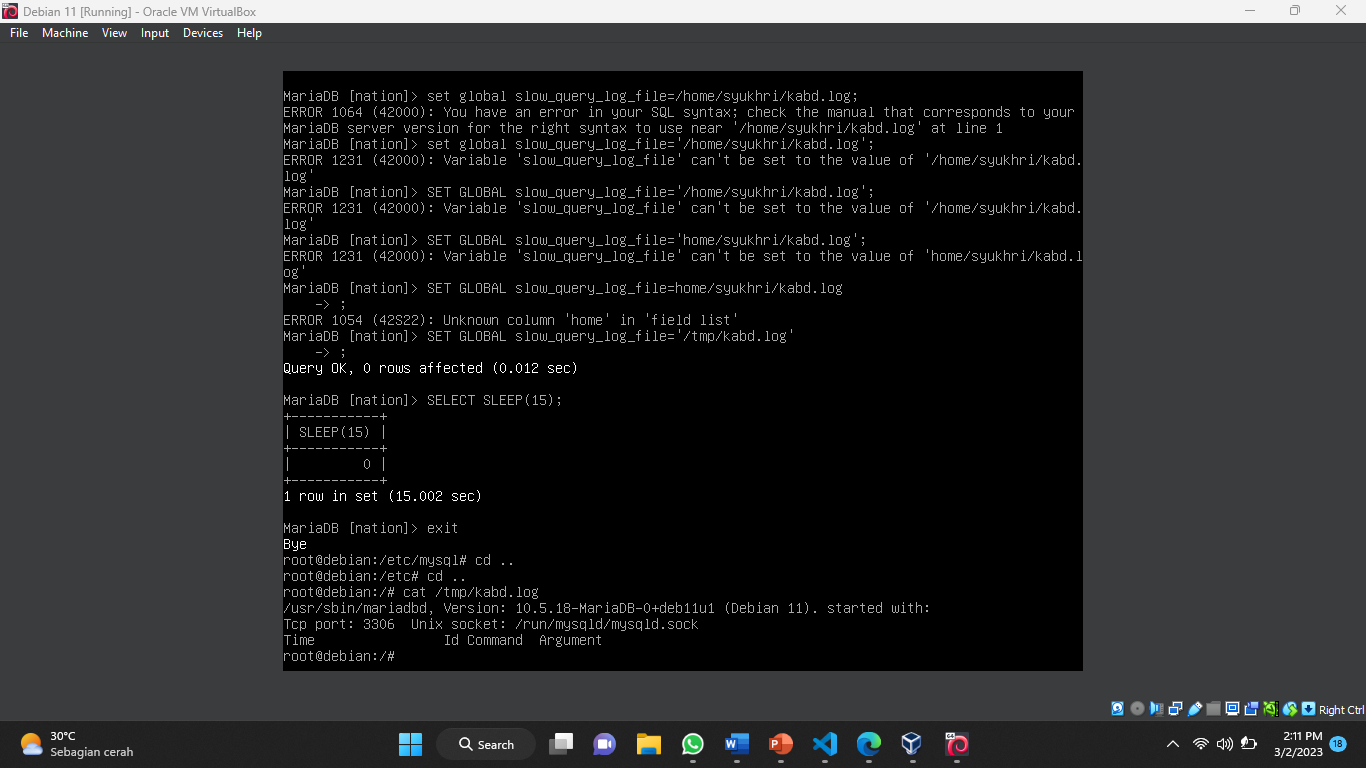 Debian 11 [Running] - Oracle VM VirtualBox
File Machine View Input Devices Help
MariaDB [nation]> set global slow_query_log_file=/home/syukhri/kabd.log;
ERROR 1064 (42000): You have an error in your SQL syntax; check the manual that corresponds to your
MariaDB server version for the right syntax to use near '/home/syukhri/kabd.log' at line 1
MariaDB [nation]> set global slow_query_log_file='/home/syukhri/kabd.log';
ERROR 1231 (42000): Variable 'slow_query_log_file' can't be set to the value of '/home/syukhri/kabd.
log'
MariaDB [nation]> SET GLOBAL slow_query_log_file='/home/syukhri/kabd.log';
ERROR 1231 (42000): Variable 'slow_query_log_file' can't be set to the value of '/home/syukhri/kabd.
log'
MariaDB [nation]> SET GLOBAL slow_query_log_file='home/syukhri/kabd.log';
ERROR 1231 (42000): Variable 'slow_query_log_file' can't be set to the value of 'home/syukhri/kabd.l
og'
MariaDB [nation]> SET GLOBAL slow_query_log_file=home/syukhri/kabd.log
    -> ;
ERROR 1054 (42S22): Unknown column 'home' in 'field list'
MariaDB [nation]> SET GLOBAL slow_query_log_file='/tmp/kabd.log'
    -> ;
Query OK, 0 rows affected (0.012 sec)
MariaDB [nation]> SELECT SLEEP(15);
+-----------+
| SLEEP(15) |
+-----------+
|         0 |
+-----------+
1 row in set (15.002 sec)
MariaDB [nation]> exit
Bye
root@debian:/etc/mysql# cd ..
root@debian:/etc# cd ..
root@debian:/# cat /tmp/kabd.log
/usr/sbin/mariadbd, Version: 10.5.18-MariaDB-0+deb11u1 (Debian 11). started with:
Tcp port: 3306  Unix socket: /run/mysqld/mysqld.sock
Time                Id Command  Argument
root@debian:/#
Right Ctrl
30°C
Sebagian cerah
Search
2:11 PM
3/2/2023
18